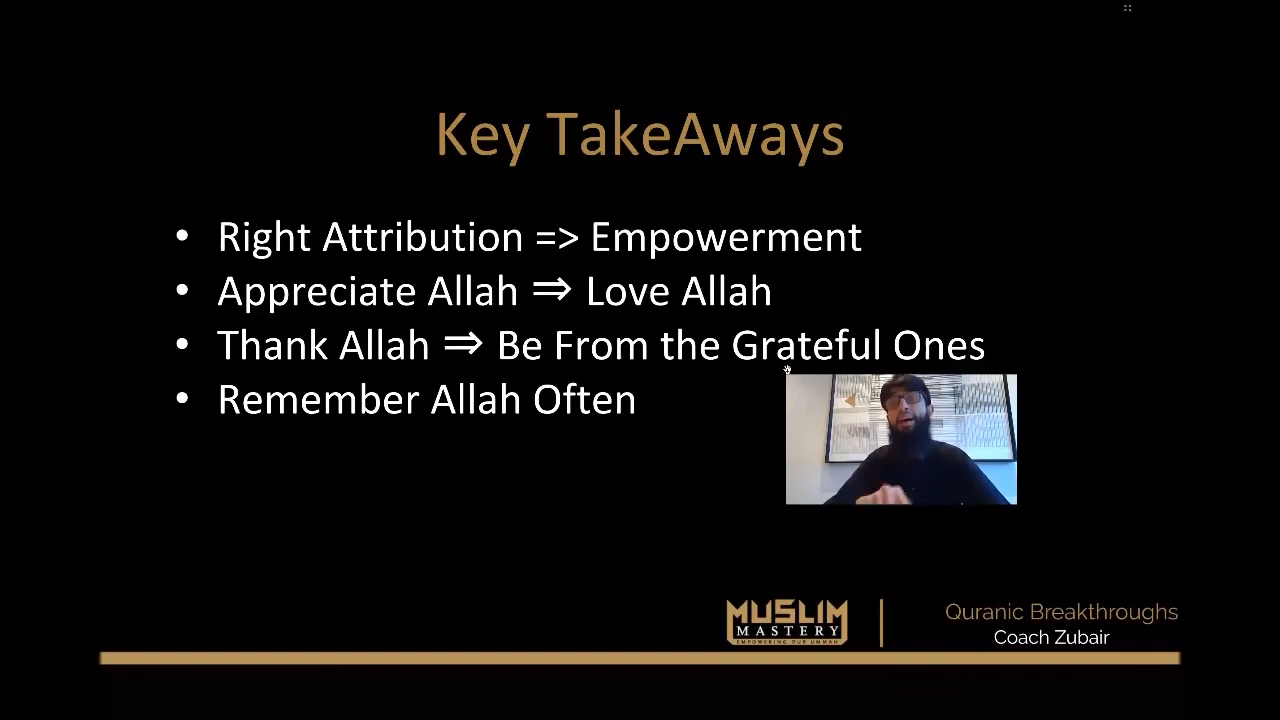 Key TakeAways
• Right Attribution => Empowerment
• Appreciate Allah ⇒ Love Allah
• Thank Allah ⇒ Be From the Grateful Ones
• Remember Allah Often
MUSLIM
MASTERY
EMPOWERING OUR UMMAH
Quranic Breakthroughs
Coach Zubair